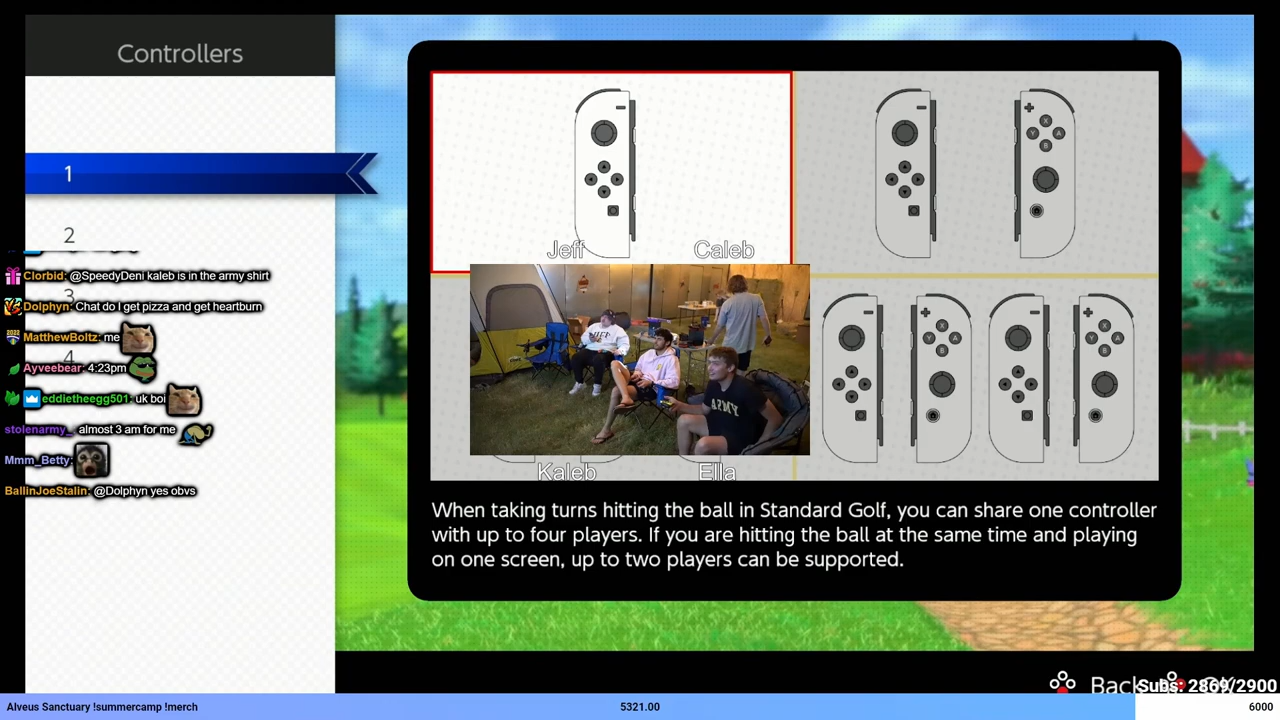 Controllers
1
2
3
4
Clorbid: @SpeedyDeni kaleb is in the army shirt
Dolphyn: Chat do I get pizza and get heartburn
MatthewBoltz: me
Ayveebear: 4:23pm
eddietheegg501: uk boi
stolenarmy_: almost 3 am for me
Mmm_Betty:
BallinJoeStalin: @Dolphyn yes obvs
Jeff
Caleb
ARMY
Kaleb
Ella
When taking turns hitting the ball in Standard Golf, you can share one controller
with up to four players. If you are hitting the ball at the same time and playing
on one screen, up to two players can be supported.
Back
Subs: 2869/2900
Alveus Sanctuary !summercamp !merch
5321.00
6000